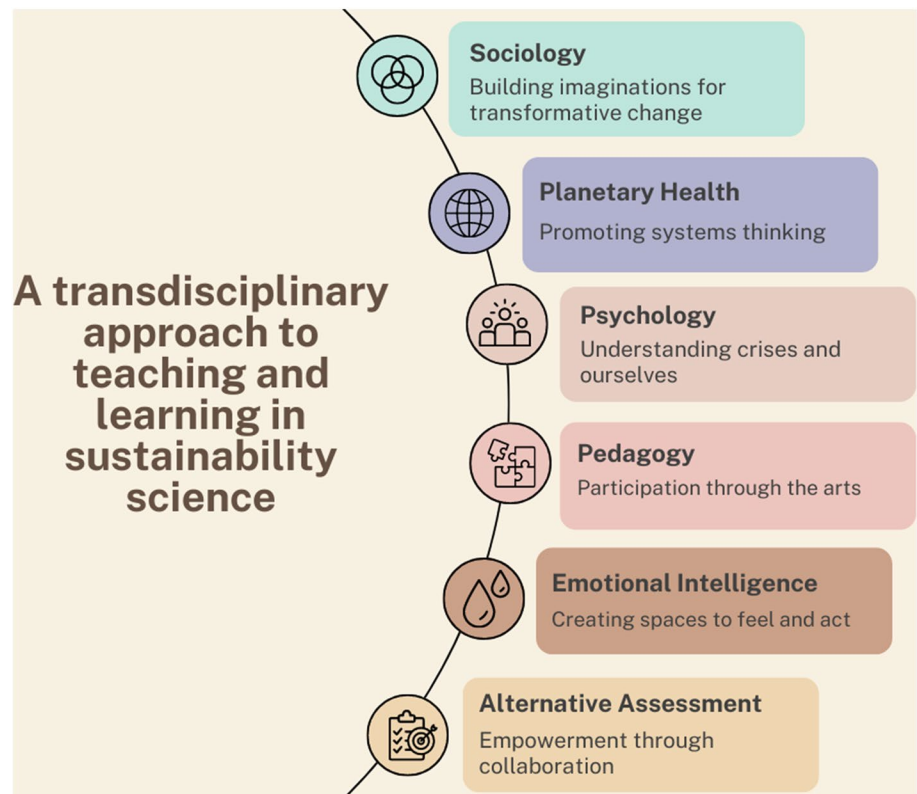 A transdisciplinary
approach to
teaching and
learning in
sustainability
science
Sociology
Building imaginations for
transformative change
Planetary Health
Promoting systems thinking
Psychology
Understanding crises and
ourselves
Pedagogy
Participation through the arts
Emotional Intelligence
Creating spaces to feel and act
Alternative Assessment
Empowerment through
collaboration